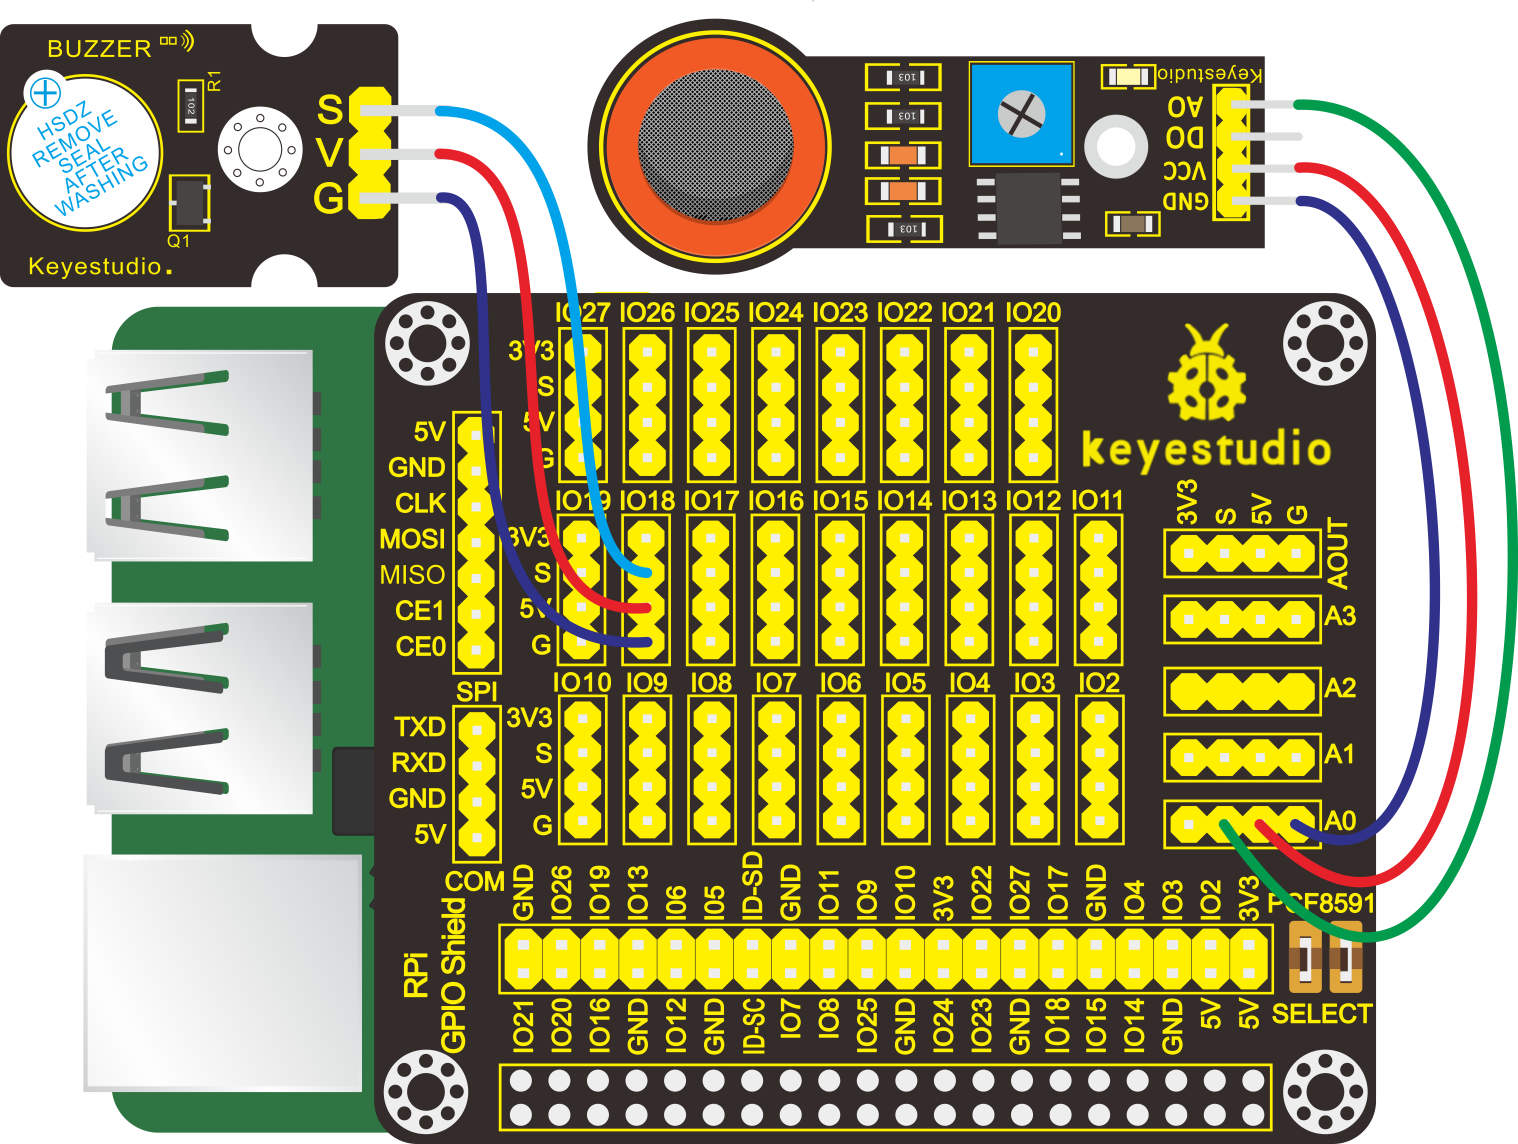 BUZZER
R1
102
HSDZ
REMOVE
SEAL
AFTER
WASHING
S
V
G
Q1
Keyestudio.
103
103
103
Keyestudio
AO
DO
VCC
GND
IO27 IO26 IO25 IO24 IO23 IO22 IO21 IO20
3V3
S
5V
G
keyestudio
5V
GND
CLK
MOSI
MISO
CE1
CE0
SPI
IO19 IO18 IO17 IO16 IO15 IO14 IO13 IO12 IO11
3V3
S
5V
G
3V3 S 5V G
AOUT
A3
A2
A1
A0
IO10 IO9 IO8 IO7 IO6 IO5 IO4 IO3 IO2
3V3
S
5V
G
TXD
RXD
GND
5V
COM
RPi
GPIO Shield
GND IO26 IO19 IO13 I06 I05 ID-SD GND IO11 IO9 IO10 3V3 IO22 IO27 IO17 GND IO4 IO3 IO2 3V3
PCF8591
IO21 IO20 IO16 GND IO12 GND ID-SC IO7 IO8 IO25 GND IO24 IO23 GND IO18 IO15 IO14 GND 5V 5V
SELECT